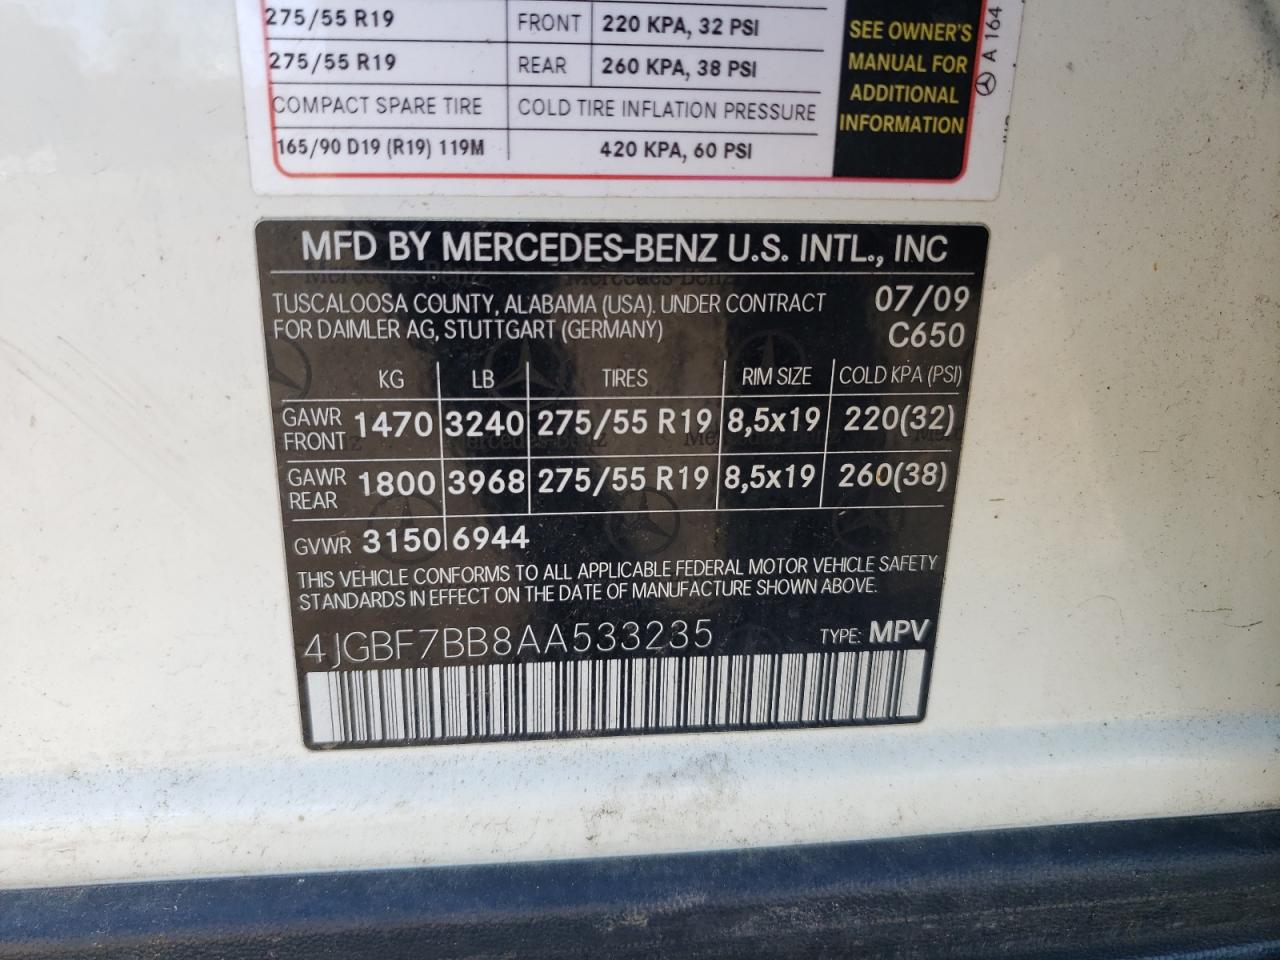 275/55 R19 FRONT 220 KPA, 32 PSI
275/55 R19 REAR 260 KPA, 38 PSI
COMPACT SPARE TIRE COLD TIRE INFLATION PRESSURE
165/90 D19 (R19) 119M 420 KPA, 60 PSI
SEE OWNER'S
MANUAL FOR
ADDITIONAL
INFORMATION
A 164
MFD BY MERCEDES-BENZ U.S. INTL., INC
TUSCALOOSA COUNTY, ALABAMA (USA). UNDER CONTRACT 07/09
FOR DAIMLER AG, STUTTGART (GERMANY) C650
KG LB TIRES RIM SIZE COLD KPA (PSI)
GAWR FRONT 1470 3240 275/55 R19 8,5x19 220(32)
GAWR REAR 1800 3968 275/55 R19 8,5x19 260(38)
GVWR 3150 6944
THIS VEHICLE CONFORMS TO ALL APPLICABLE FEDERAL MOTOR VEHICLE SAFETY
STANDARDS IN EFFECT ON THE DATE OF MANUFACTURE SHOWN ABOVE.
4JGBF7BB8AA533235 TYPE: MPV